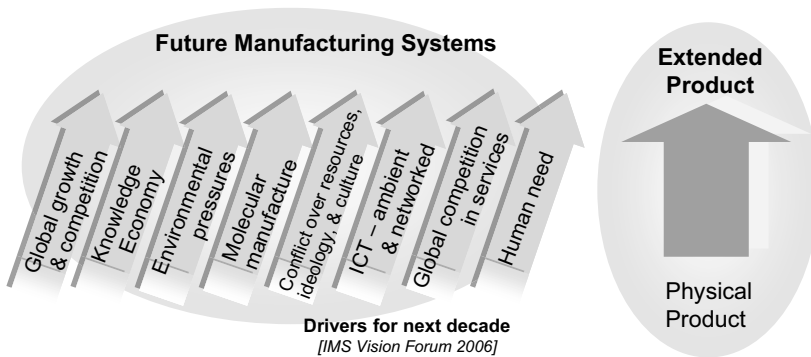 Future Manufacturing Systems
Global growth
& competition
Knowledge
Economy
Environmental
pressures
Molecular
manufacture
Conflict over resources,
ideology, & culture
ICT – ambient
& networked
Global competition
in services
Human need
Drivers for next decade
[IMS Vision Forum 2006]
Extended
Product
Physical
Product